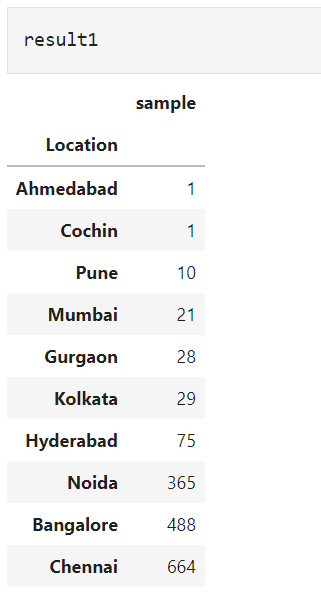 result1
sample
Location
Ahmedabad 1
Cochin 1
Pune 10
Mumbai 21
Gurgaon 28
Kolkata 29
Hyderabad 75
Noida 365
Bangalore 488
Chennai 664